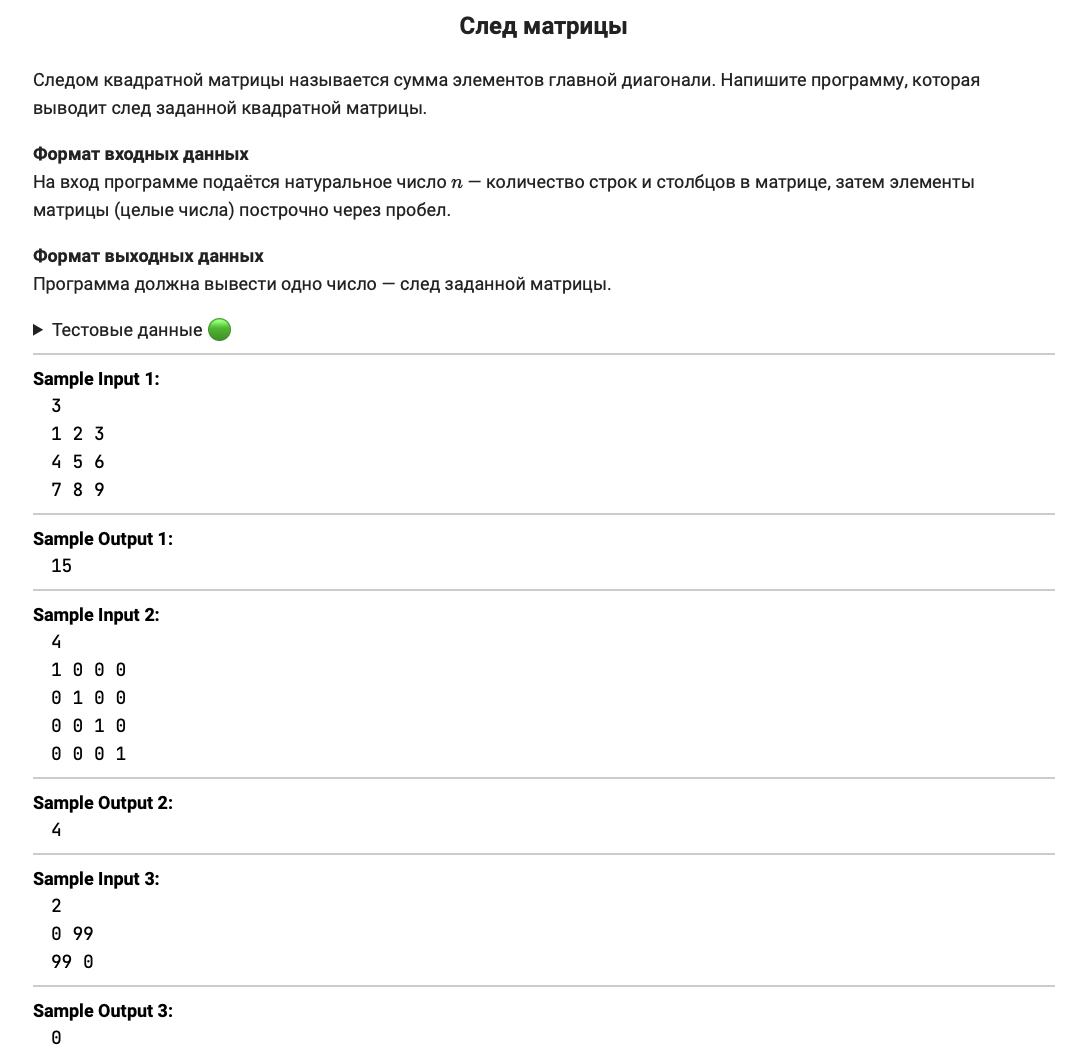 След матрицы
Следом квадратной матрицы называется сумма элементов главной диагонали. Напишите программу, которая
выводит след заданной квадратной матрицы.
Формат входных данных
На вход программе подаётся натуральное число n — количество строк и столбцов в матрице, затем элементы
матрицы (целые числа) построчно через пробел.
Формат выходных данных
Программа должна вывести одно число — след заданной матрицы.
Тестовые данные
Sample Input 1:
3
1 2 3
4 5 6
7 8 9
Sample Output 1:
15
Sample Input 2:
4
1 0 0 0
0 1 0 0
0 0 1 0
0 0 0 1
Sample Output 2:
4
Sample Input 3:
2
0 99
99 0
Sample Output 3:
0